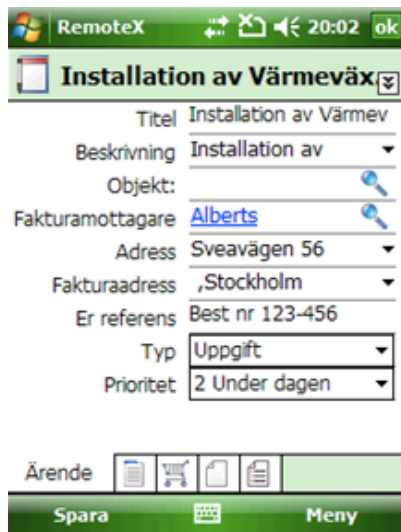 RemoteX 20:02 ok
Installation av Värmeväx
Titel Installation av Värmev
Beskrivning Installation av
Objekt:
Fakturamottagare Alberts
Adress Sveavägen 56
Fakturaadress ,Stockholm
Er referens Best nr 123-456
Typ Uppgift
Prioritet 2 Under dagen
Ärende
Spara Meny